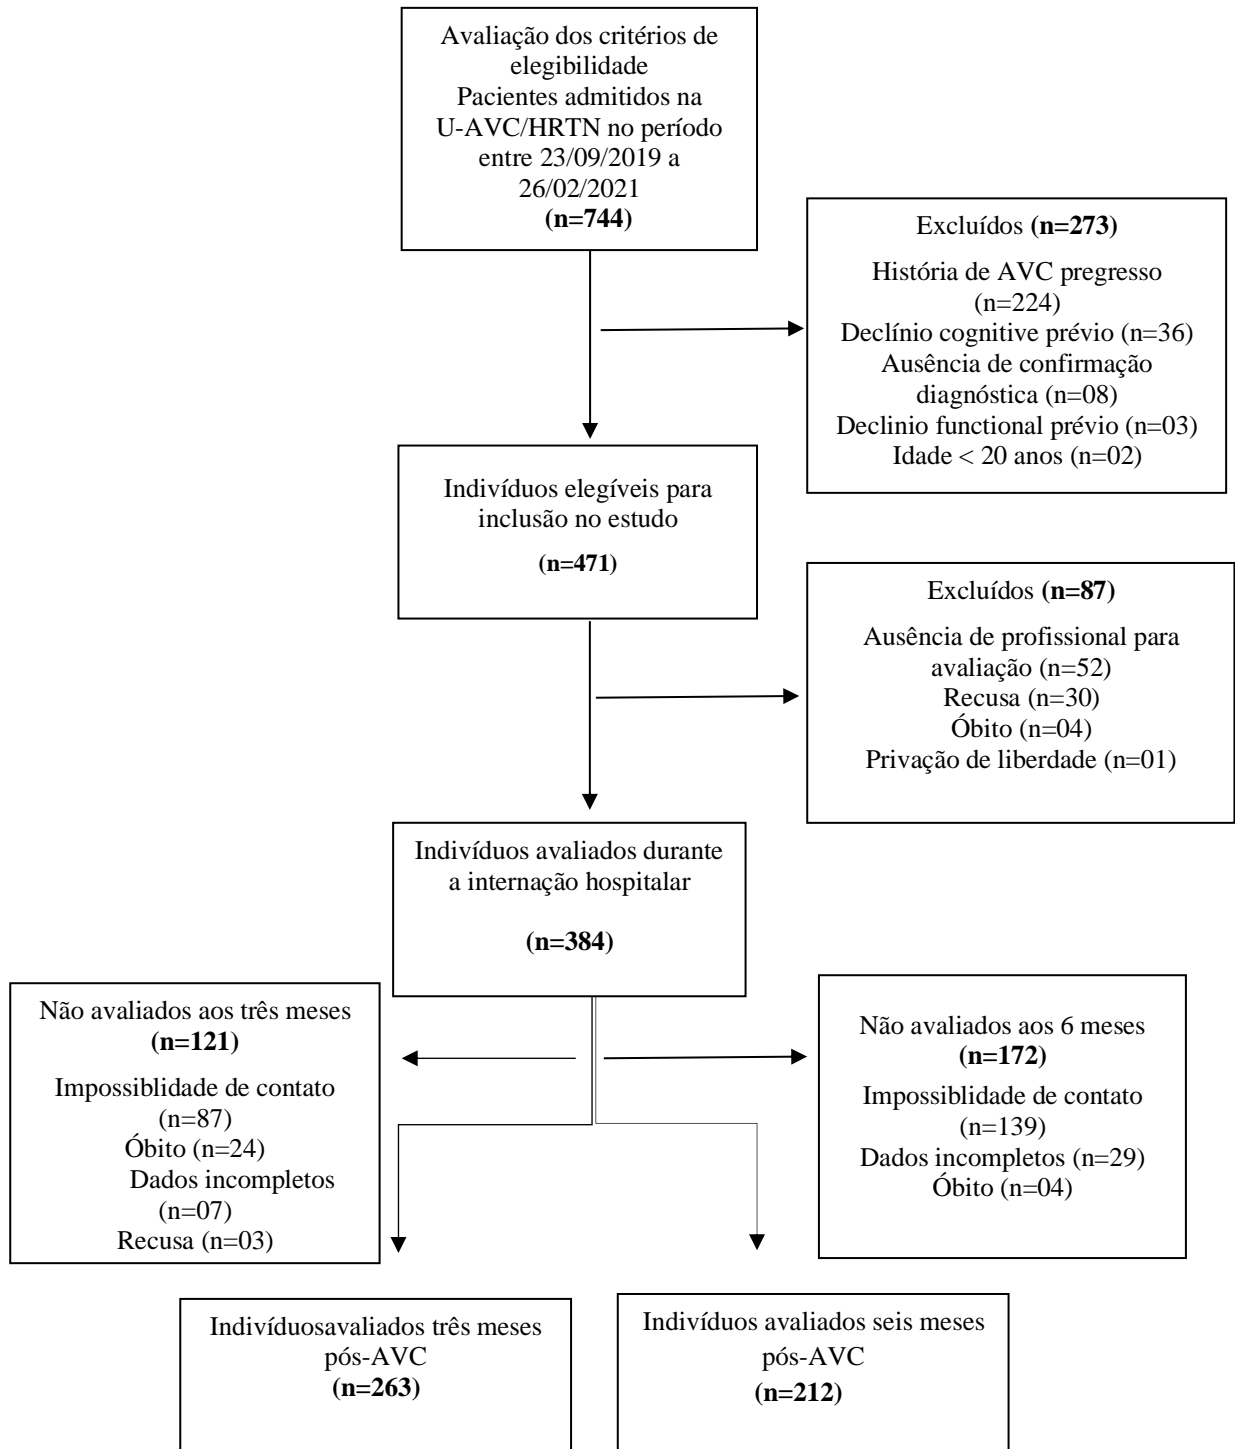 Avaliação dos critérios de
elegibilidade
Pacientes admitidos na
U-AVC/HRTN no período
entre 23/09/2019 a
26/02/2021
(n=744)
Excluídos (n=273)
História de AVC pregresso
(n=224)
Declínio cognitive prévio (n=36)
Ausência de confirmação
diagnóstica (n=08)
Declinio functional prévio (n=03)
Idade < 20 anos (n=02)
Indivíduos elegíveis para
inclusão no estudo
(n=471)
Excluídos (n=87)
Ausência de profissional para
avaliação (n=52)
Recusa (n=30)
Óbito (n=04)
Privação de liberdade (n=01)
Indivíduos avaliados durante
a internação hospitalar
(n=384)
Não avaliados aos três meses
(n=121)
Impossiblidade de contato
(n=87)
Óbito (n=24)
Dados incompletos
(n=07)
Recusa (n=03)
Não avaliados aos 6 meses
(n=172)
Impossiblidade de contato
(n=139)
Dados incompletos (n=29)
Óbito (n=04)
Indivíduosavaliados três meses
pós-AVC
(n=263)
Indivíduos avaliados seis meses
pós-AVC
(n=212)